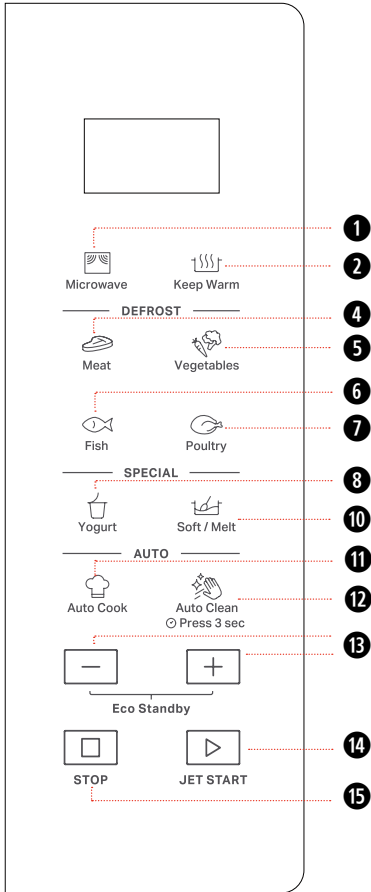 1
2
Microwave Keep Warm
DEFROST
4
5
Meat Vegetables
6
7
Fish Poultry
SPECIAL
8
10
Yogurt Soft / Melt
AUTO
11
12
Auto Cook Auto Clean
Press 3 sec
13
− +
Eco Standby
14
STOP JET START
15